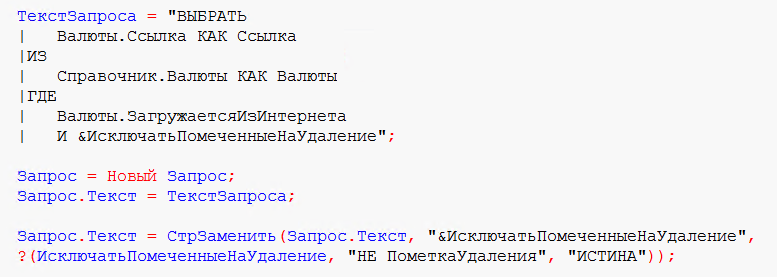 ТекстЗапроса = "ВЫБРАТЬ
|   Валюты.Ссылка КАК Ссылка
|ИЗ
|   Справочник.Валюты КАК Валюты
|ГДЕ
|   Валюты.ЗагружаетсяИзИнтернета
|   И &ИсключатьПомеченныеНаУдаление";
Запрос = Новый Запрос;
Запрос.Текст = ТекстЗапроса;
Запрос.Текст = СтрЗаменить(Запрос.Текст, "&ИсключатьПомеченныеНаУдаление",
?(ИсключатьПомеченныеНаУдаление, "НЕ ПометкаУдаления", "ИСТИНА"));